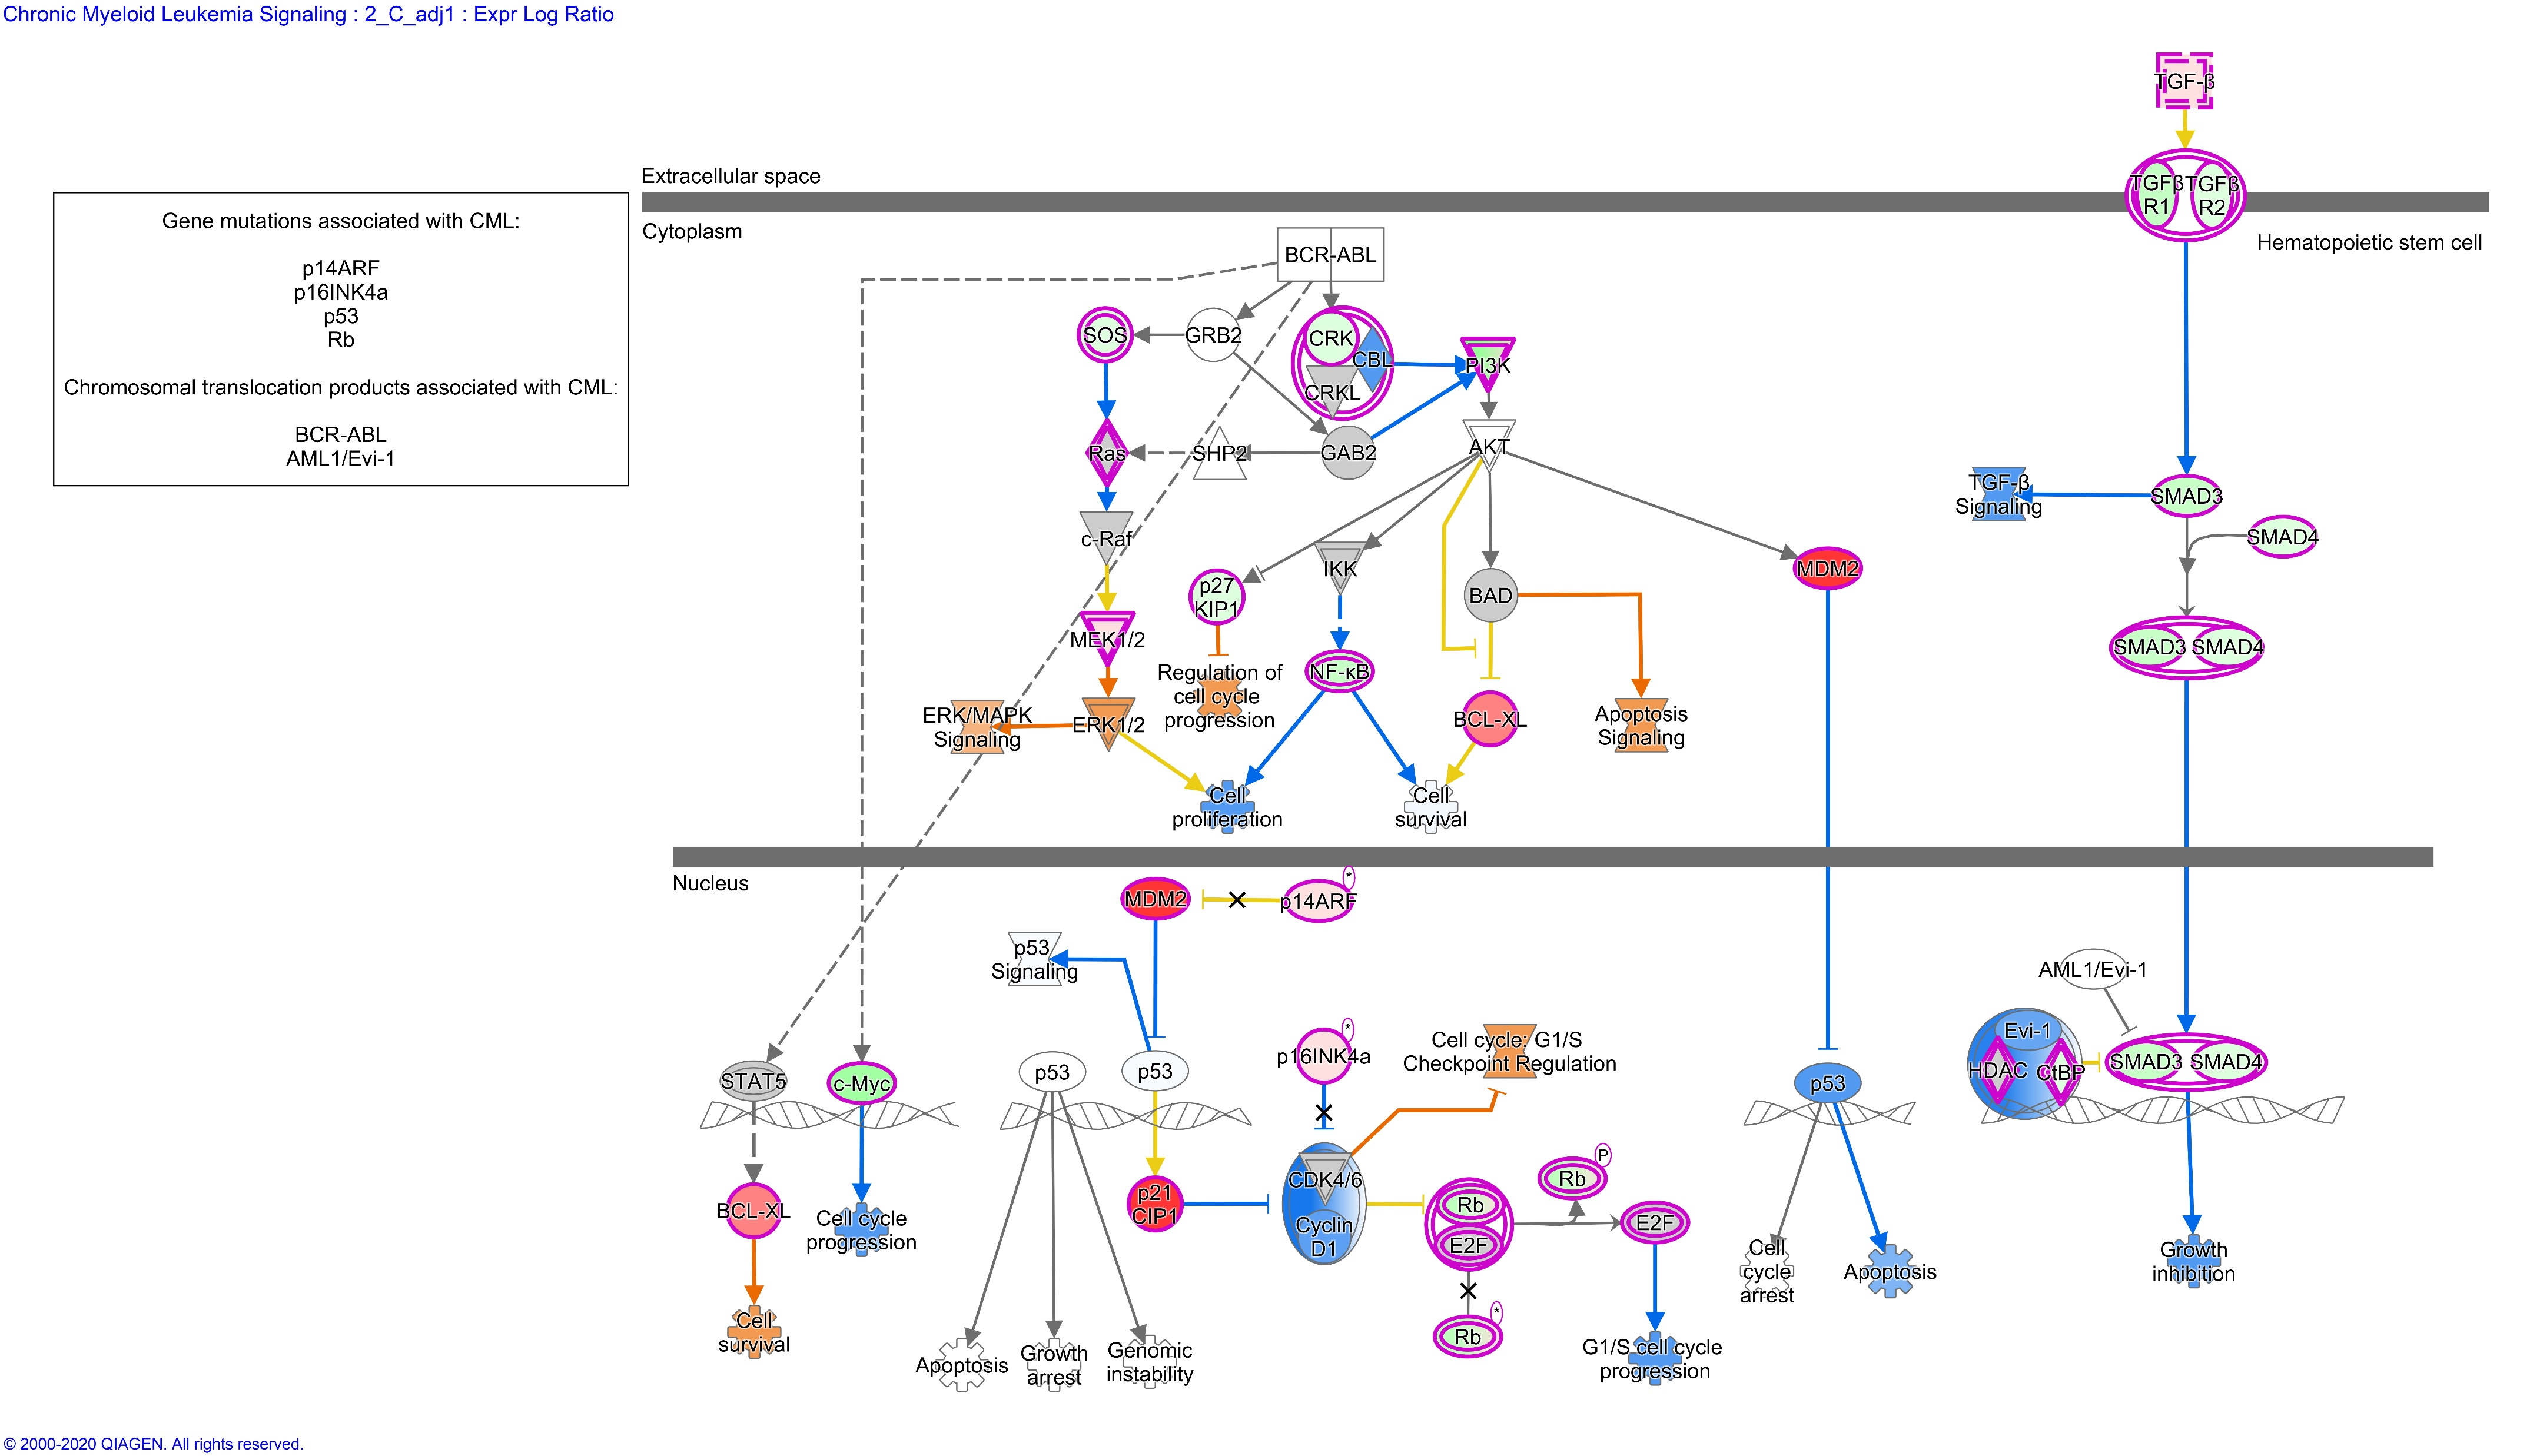 Chronic Myeloid Leukemia Signaling : 2_C_adj1 : Expr Log Ratio
TGF-β
Extracellular space
TGFβ
R1
TGFβ
R2
Cytoplasm
Hematopoietic stem cell
Gene mutations associated with CML:
p14ARF
p16INK4a
p53
Rb
Chromosomal translocation products associated with CML:
BCR-ABL
AML1/Evi-1
BCR-ABL
SOS
GRB2
CRK
CBL
CRKL
PI3K
Ras
SHP2
GAB2
AKT
TGF-β
Signaling
SMAD3
SMAD4
c-Raf
IKK
MDM2
p27
KIP1
BAD
MEK1/2
NF-κB
SMAD3
SMAD4
Regulation of
cell cycle
progression
ERK/MAPK
Signaling
ERK1/2
BCL-XL
Apoptosis
Signaling
Cell
proliferation
Cell
survival
Nucleus
MDM2
p14ARF
*
p53
Signaling
AML1/Evi-1
p16INK4a
*
Cell cycle: G1/S
Checkpoint Regulation
Evi-1
HDAC
CtBP
SMAD3
SMAD4
STAT5
c-Myc
p53
p53
p53
CDK4/6
Cyclin
D1
Rb
E2F
Rb
P
E2F
BCL-XL
Cell cycle
progression
p21
CIP1
Cell
cycle
arrest
Apoptosis
Growth
inhibition
Rb
*
Cell
survival
Apoptosis
Growth
arrest
Genomic
instability
G1/S cell cycle
progression
© 2000-2020 QIAGEN. All rights reserved.